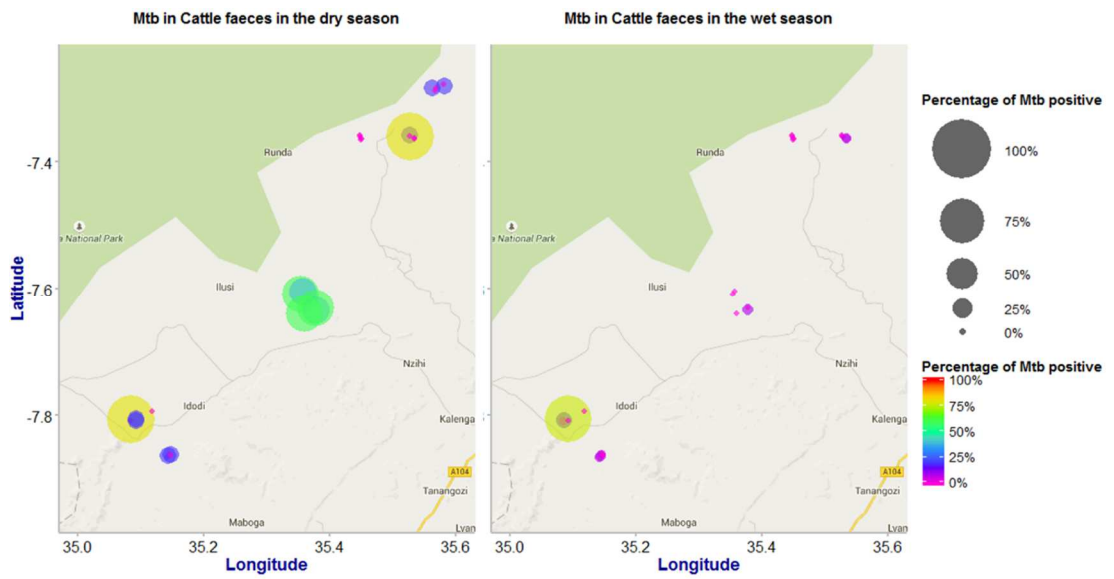 Mtb in Cattle faeces in the dry season
Mtb in Cattle faeces in the wet season
Latitude
-7.4
-7.6
-7.8
Runda
a National Park
Ilusi
Nzihi
Idodi
Kalenga
A104
Tanangozi
Maboga
Lyan
35.0
35.2
35.4
35.6
Longitude
Runda
a National Park
Ilusi
Nzihi
Idodi
Kalenga
A104
Tanangozi
Maboga
Lyan
35.0
35.2
35.4
35.6
Longitude
Percentage of Mtb positive
100%
75%
50%
25%
0%
Percentage of Mtb positive
100%
75%
50%
25%
0%